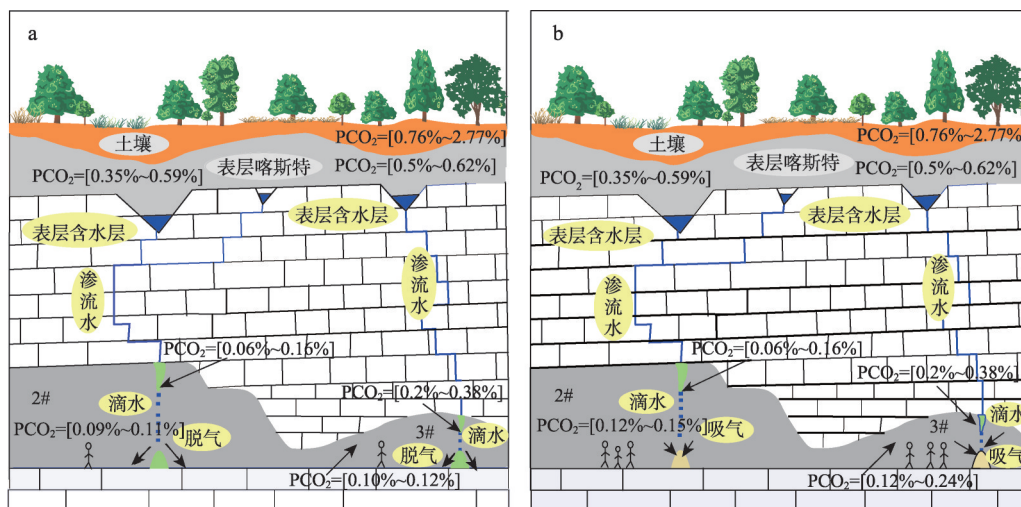 a
PCO₂=[0.76%~2.77%]
土壤
表层喀斯特
PCO₂=[0.5%~0.62%]
PCO₂=[0.35%~0.59%]
表层含水层
表层含水层
渗流水
渗流水
PCO₂=[0.06%~0.16%]
PCO₂=[0.2%~0.38%]
2#
滴水
PCO₂=[0.09%~0.11%]
脱气
3#
滴水
脱气
PCO₂=[0.10%~0.12%]
b
PCO₂=[0.76%~2.77%]
土壤
表层喀斯特
PCO₂=[0.5%~0.62%]
PCO₂=[0.35%~0.59%]
表层含水层
表层含水层
渗流水
渗流水
PCO₂=[0.06%~0.16%]
PCO₂=[0.2%~0.38%]
2#
滴水
PCO₂=[0.12%~0.15%]
吸气
3#
滴水
吸气
PCO₂=[0.12%~0.24%]